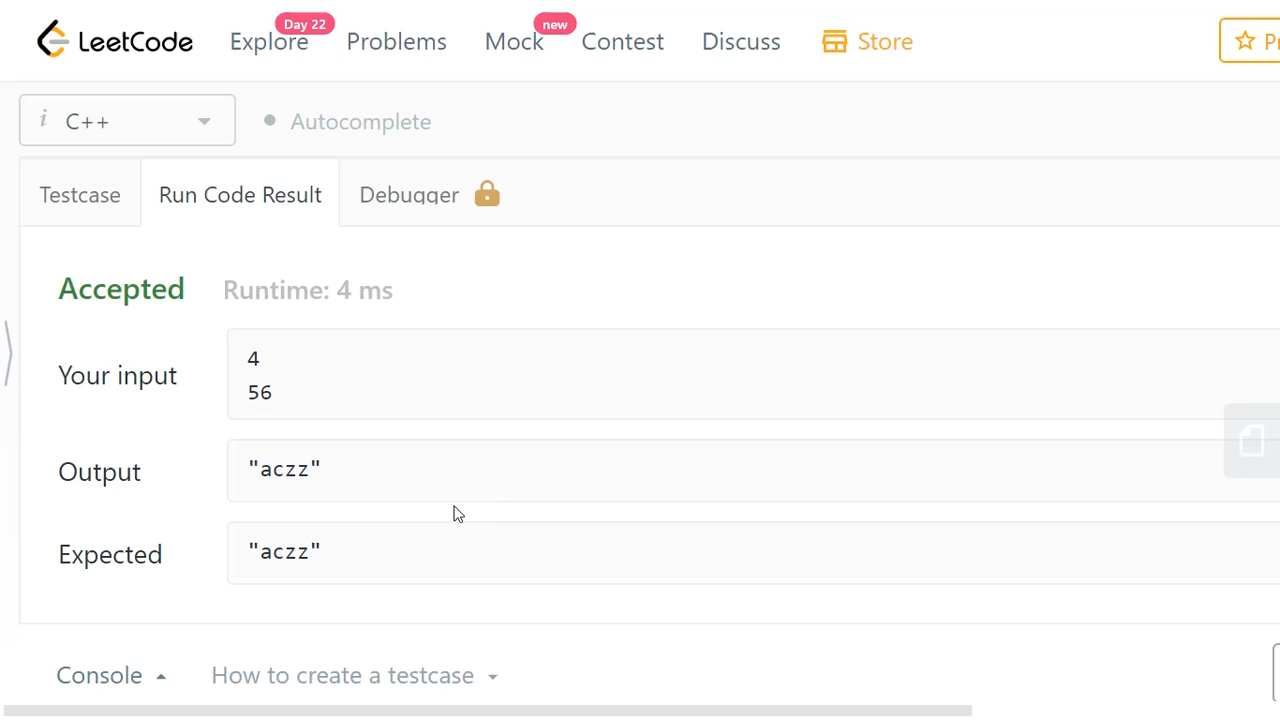 Day 22
new
LeetCode Explore Problems Mock Contest Discuss Store
i C++ Autocomplete
Testcase Run Code Result Debugger
Accepted Runtime: 4 ms
Your input
4
56
Output "aczz"
Expected "aczz"
Console How to create a testcase